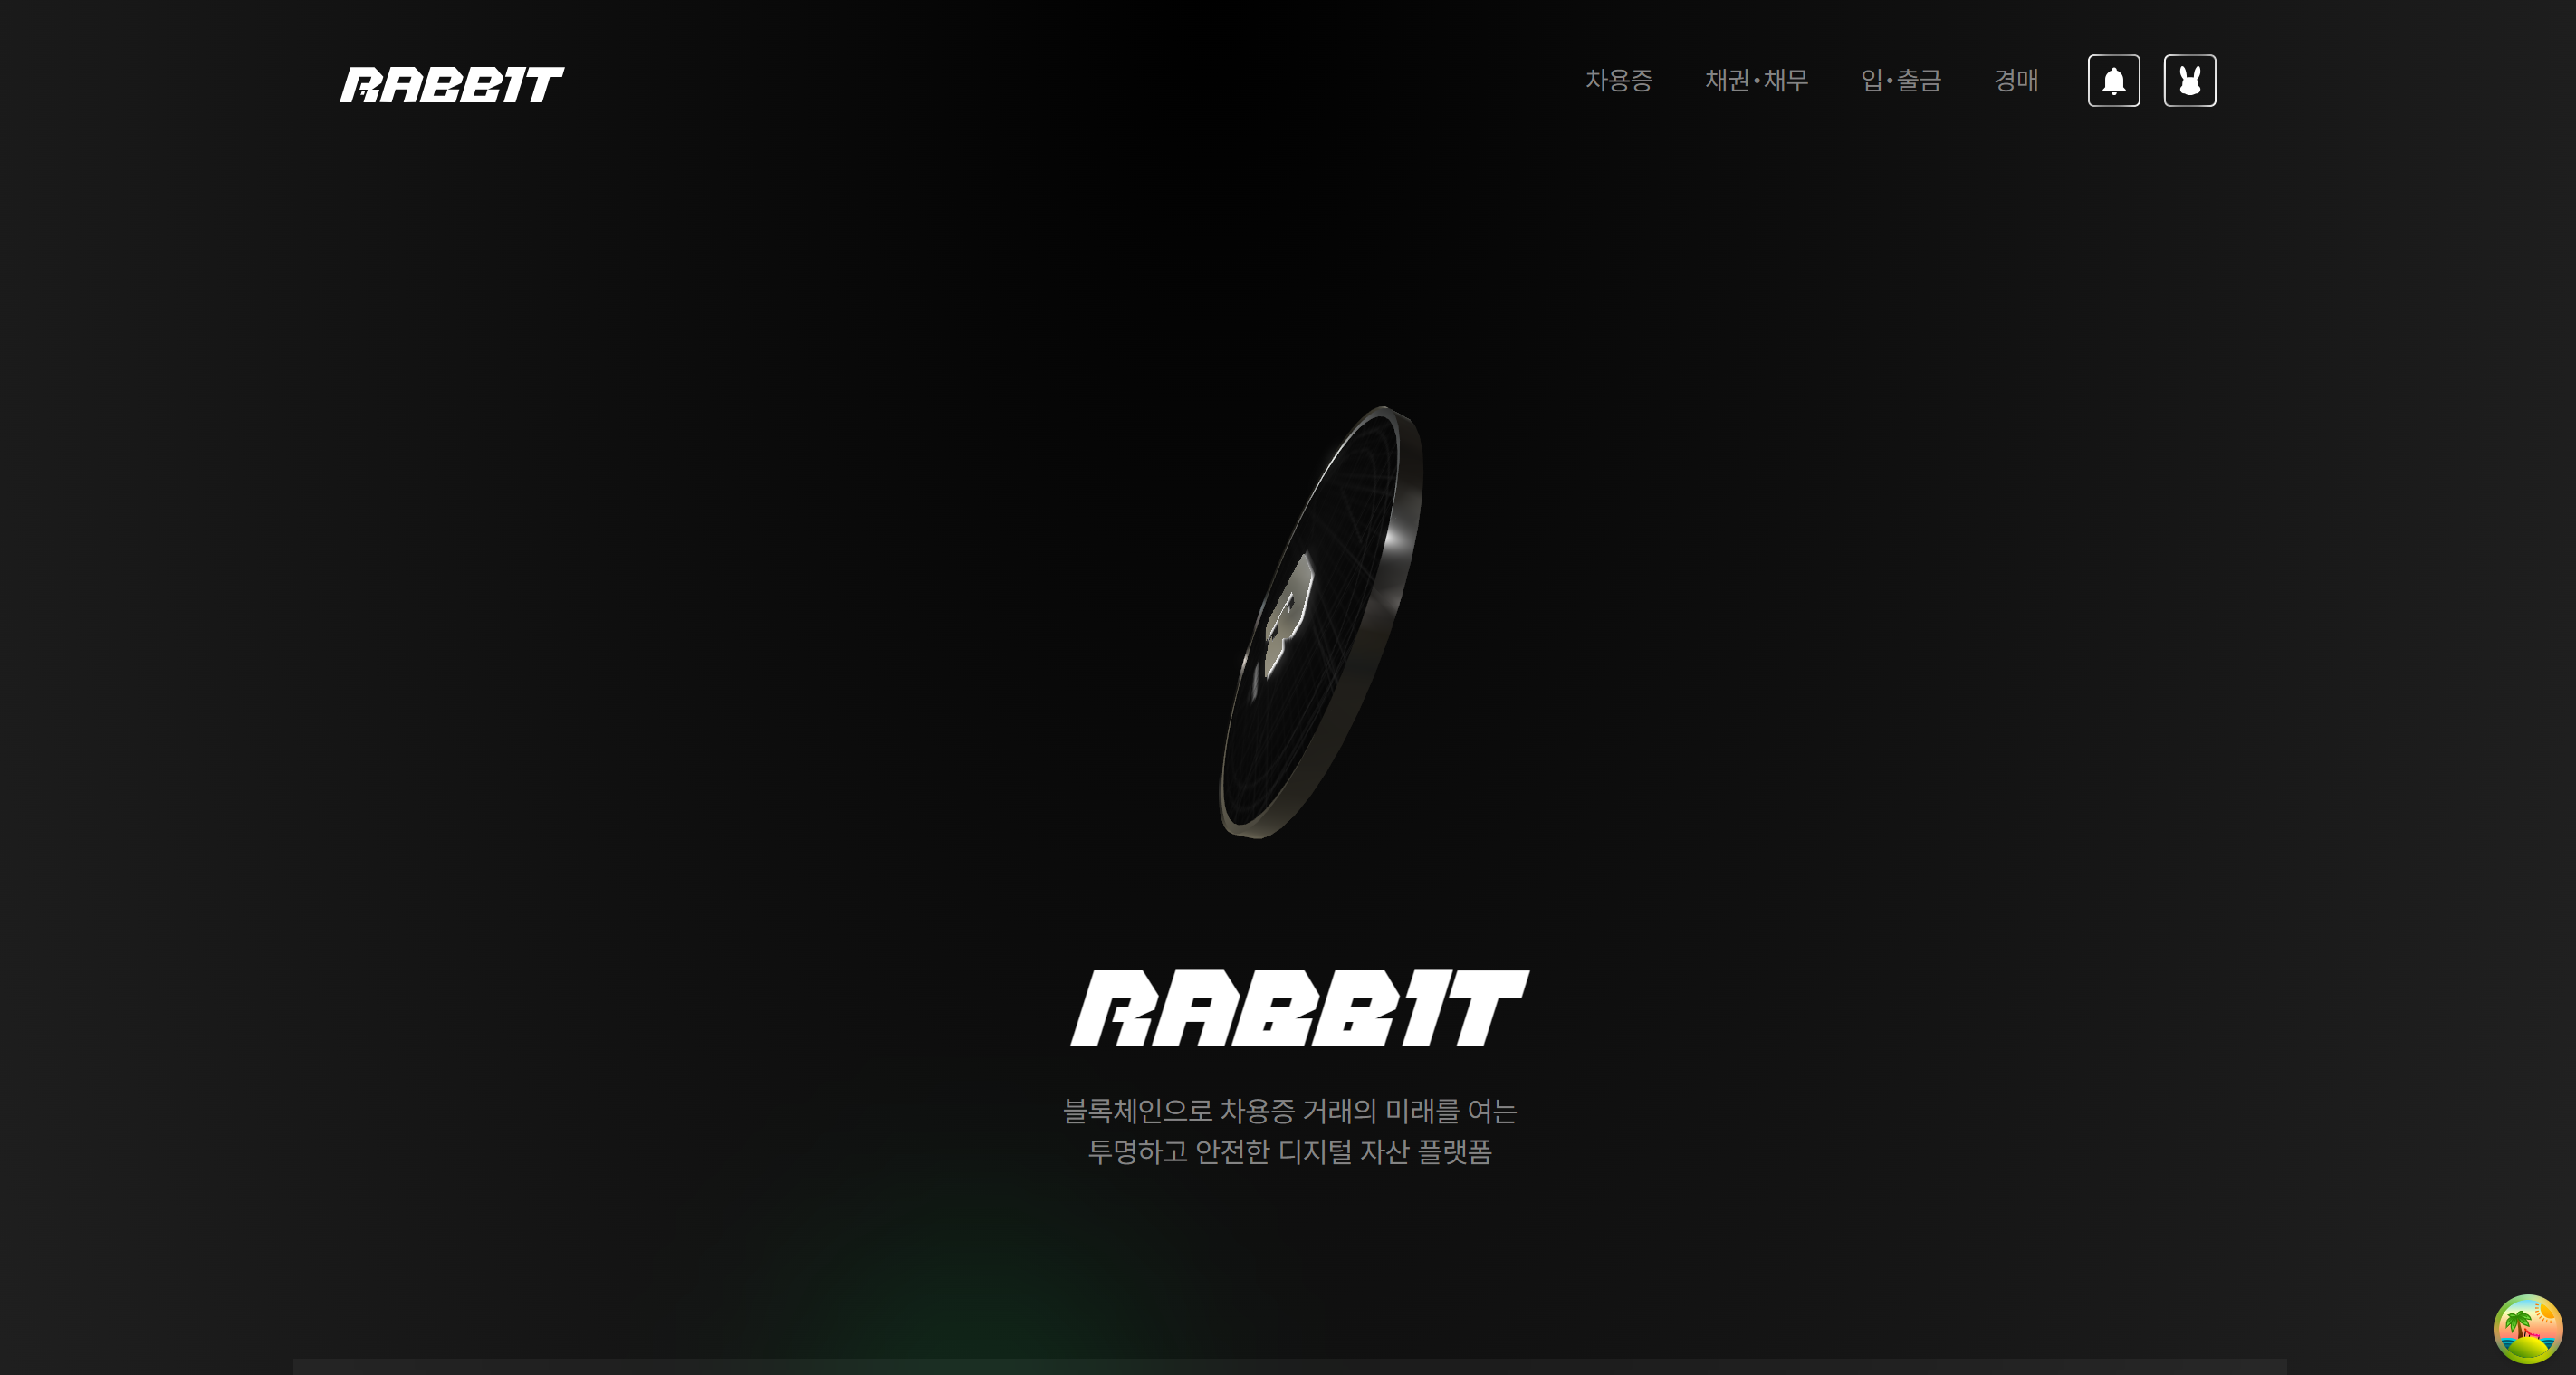 RABBIT
차용증
채권•채무
입•출금
경매
R
RABBIT
블록체인으로 차용증 거래의 미래를 여는
투명하고 안전한 디지털 자산 플랫폼